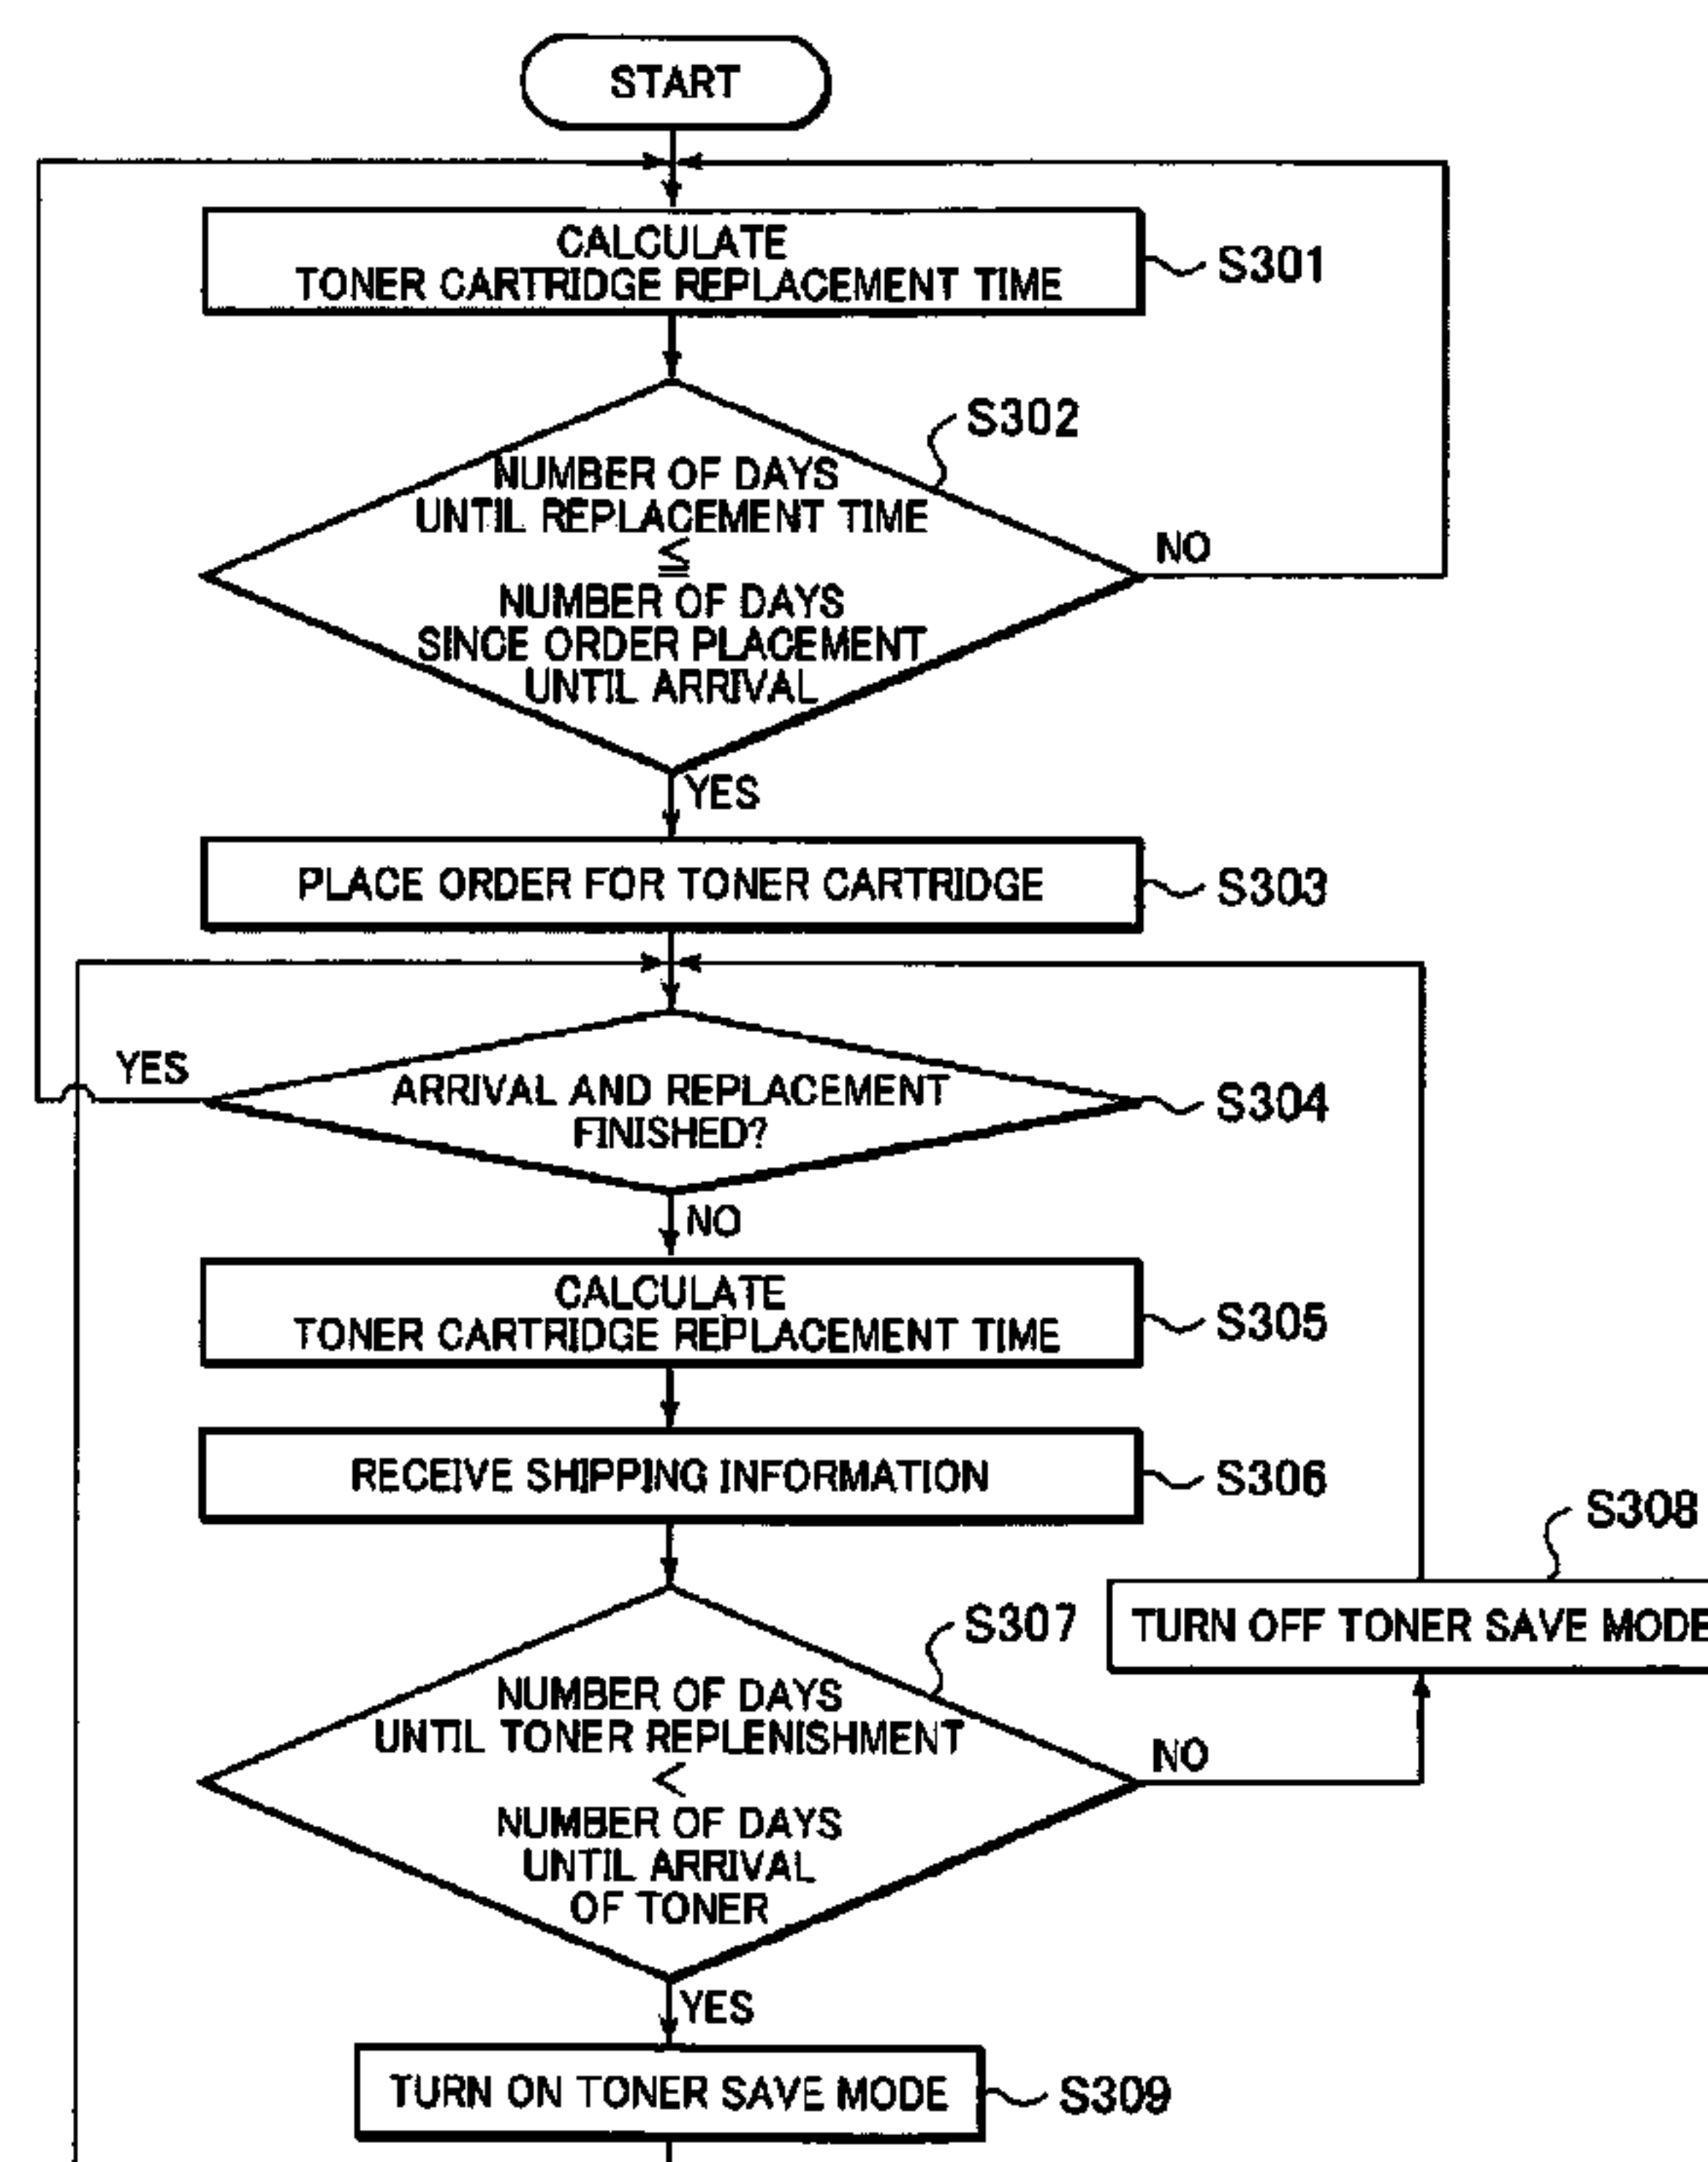 START
CALCULATE
TONER CARTRIDGE REPLACEMENT TIME
S301
S302
NUMBER OF DAYS
UNTIL REPLACEMENT TIME
≦
NUMBER OF DAYS
SINCE ORDER PLACEMENT
UNTIL ARRIVAL
NO
YES
PLACE ORDER FOR TONER CARTRIDGE
S303
YES
ARRIVAL AND REPLACEMENT
FINISHED?
S304
NO
CALCULATE
TONER CARTRIDGE REPLACEMENT TIME
S305
RECEIVE SHIPPING INFORMATION
S306
S308
TURN OFF TONER SAVE MODE
S307
NUMBER OF DAYS
UNTIL TONER REPLENISHMENT
<
NUMBER OF DAYS
UNTIL ARRIVAL
OF TONER
NO
YES
TURN ON TONER SAVE MODE
S309